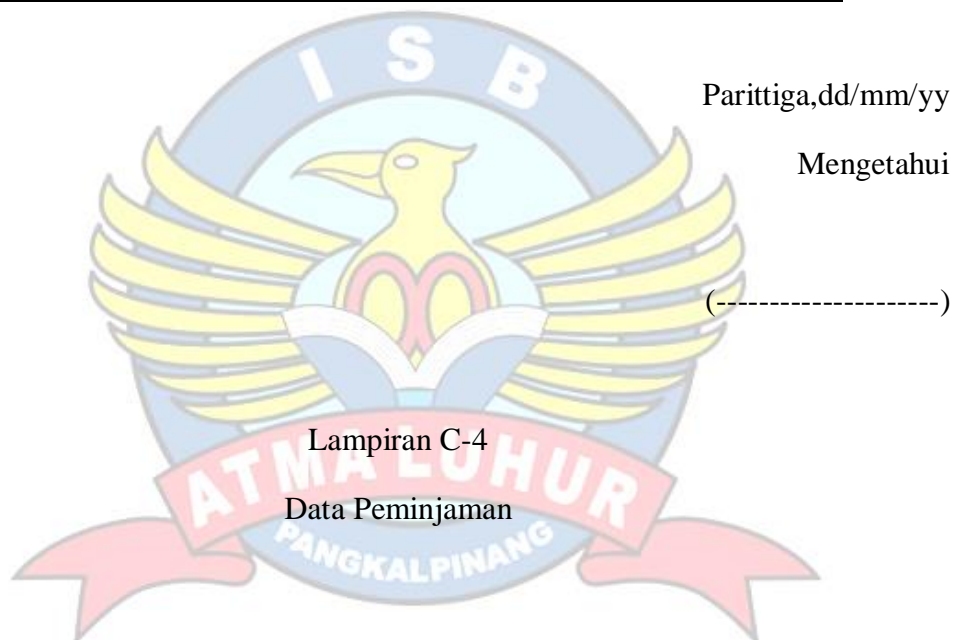 I S B
Parittiga,dd/mm/yy
Mengetahui
(---------------------)
Lampiran C-4
ATMA LUHUR
Data Peminjaman
PANGKALPINANG